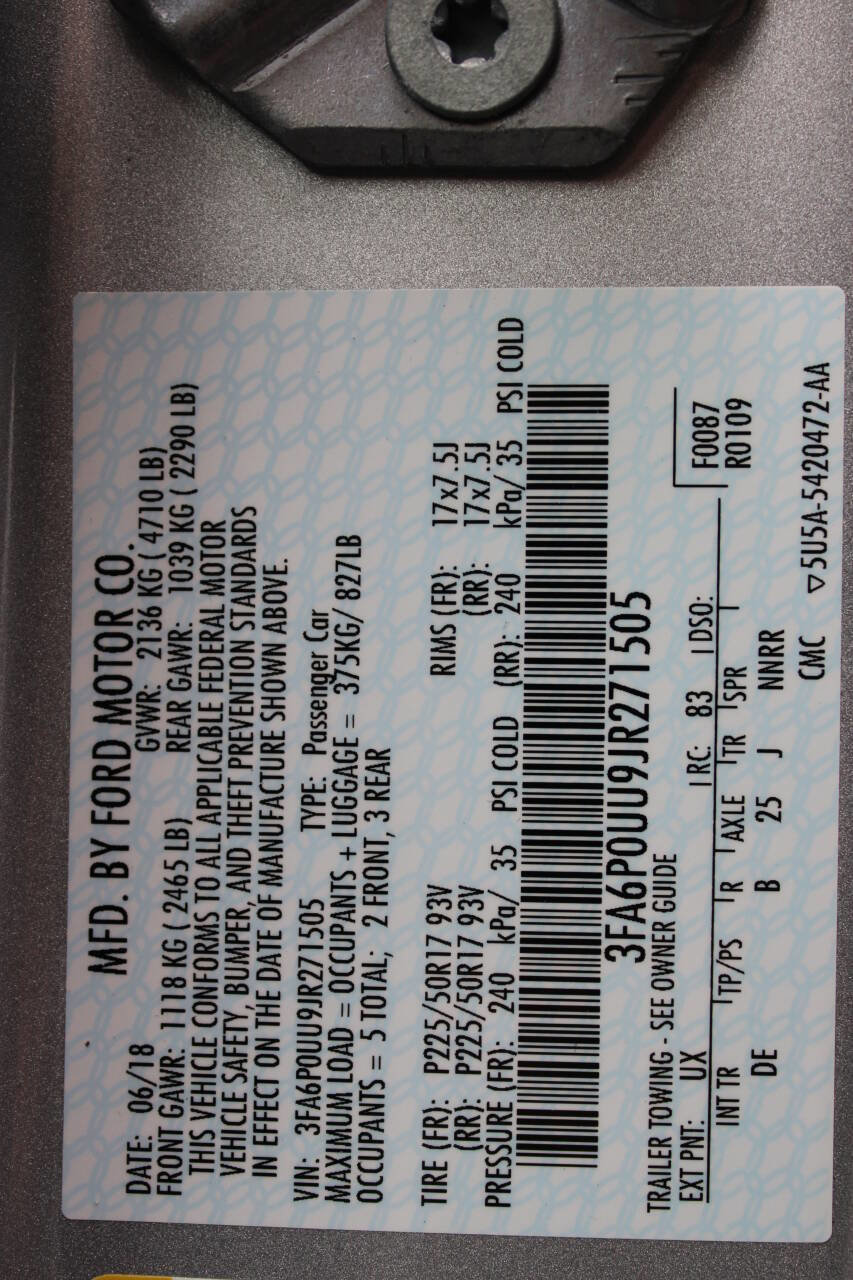 MFD. BY FORD MOTOR CO.
DATE: 06/18 GVWR: 2136 KG ( 4710 LB)
FRONT GAWR: 1118 KG ( 2465 LB) REAR GAWR: 1039 KG ( 2290 LB)
THIS VEHICLE CONFORMS TO ALL APPLICABLE FEDERAL MOTOR
VEHICLE SAFETY, BUMPER, AND THEFT PREVENTION STANDARDS
IN EFFECT ON THE DATE OF MANUFACTURE SHOWN ABOVE.
VIN: 3FA6P0UU9JR271505 TYPE: Passenger Car
MAXIMUM LOAD = OCCUPANTS + LUGGAGE = 375KG/ 827LB
OCCUPANTS = 5 TOTAL; 2 FRONT, 3 REAR
TIRE (FR): P225/50R17 93V RIMS (FR): 17x7.5J
(RR): P225/50R17 93V (RR): 17x7.5J
PRESSURE (FR): 240 kPa/ 35 PSI COLD (RR): 240 kPa/ 35 PSI COLD
3FA6P0UU9JR271505
TRAILER TOWING - SEE OWNER GUIDE
EXT PNT: UX RC: 83 DSO: F0087
R0109
INT TR TP/PS R AXLE TR SPR
DE B 25 J NNRR
CMC ▽5U5A-5420472-AA